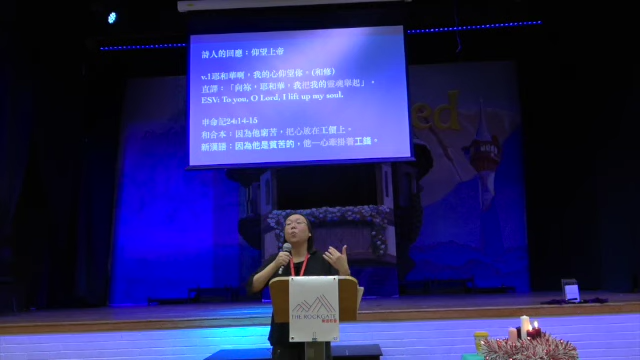 詩人的回應：仰望上帝
v.1耶和華啊，我的心仰望你。(和修)
直譯：「向祢，耶和華，我把我的靈魂舉起」。
ESV: To you, O Lord, I lift up my soul.
申命記24:14-15
和合本：因為他窮苦，把心放在工價上。
新漢語：因為他是貧苦的，他一心牽掛着工錢。
THE ROCKGATE